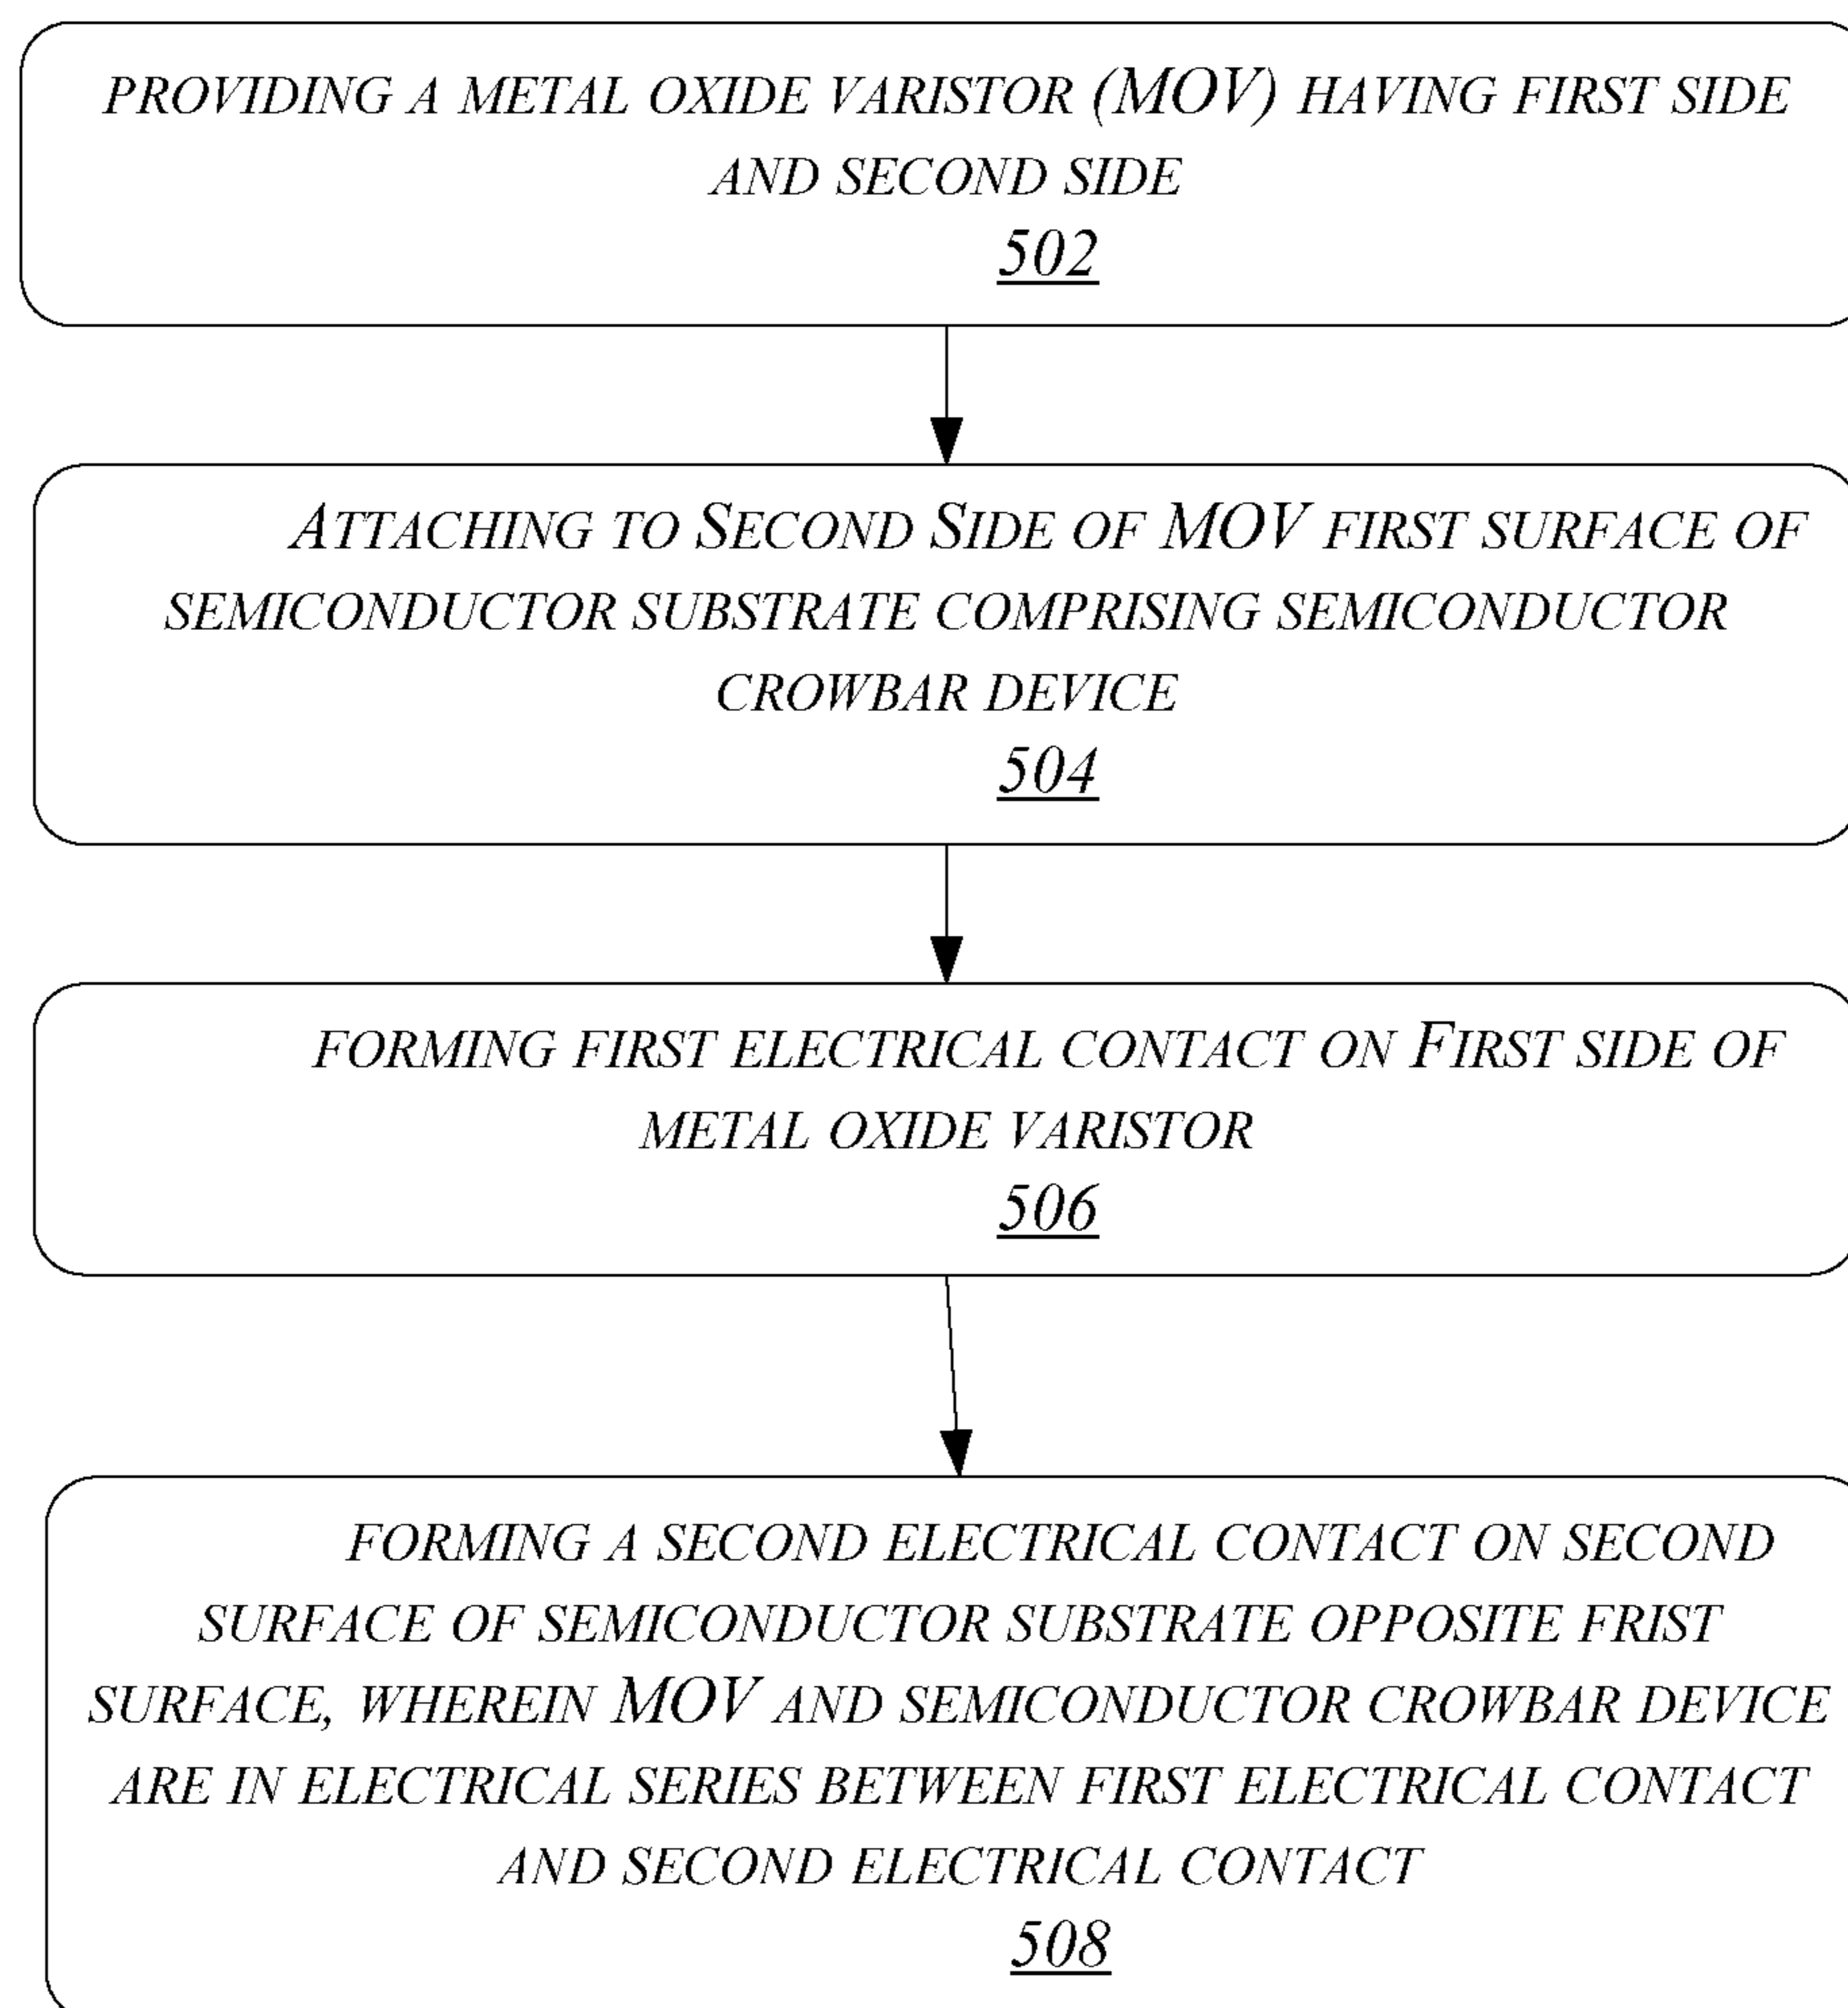 PROVIDING A METAL OXIDE VARISTOR (MOV) HAVING FIRST SIDE
AND SECOND SIDE
502
ATTACHING TO SECOND SIDE OF MOV FIRST SURFACE OF
SEMICONDUCTOR SUBSTRATE COMPRISING SEMICONDUCTOR
CROWBAR DEVICE
504
FORMING FIRST ELECTRICAL CONTACT ON FIRST SIDE OF
METAL OXIDE VARISTOR
506
FORMING A SECOND ELECTRICAL CONTACT ON SECOND
SURFACE OF SEMICONDUCTOR SUBSTRATE OPPOSITE FRIST
SURFACE, WHEREIN MOV AND SEMICONDUCTOR CROWBAR DEVICE
ARE IN ELECTRICAL SERIES BETWEEN FIRST ELECTRICAL CONTACT
AND SECOND ELECTRICAL CONTACT
508